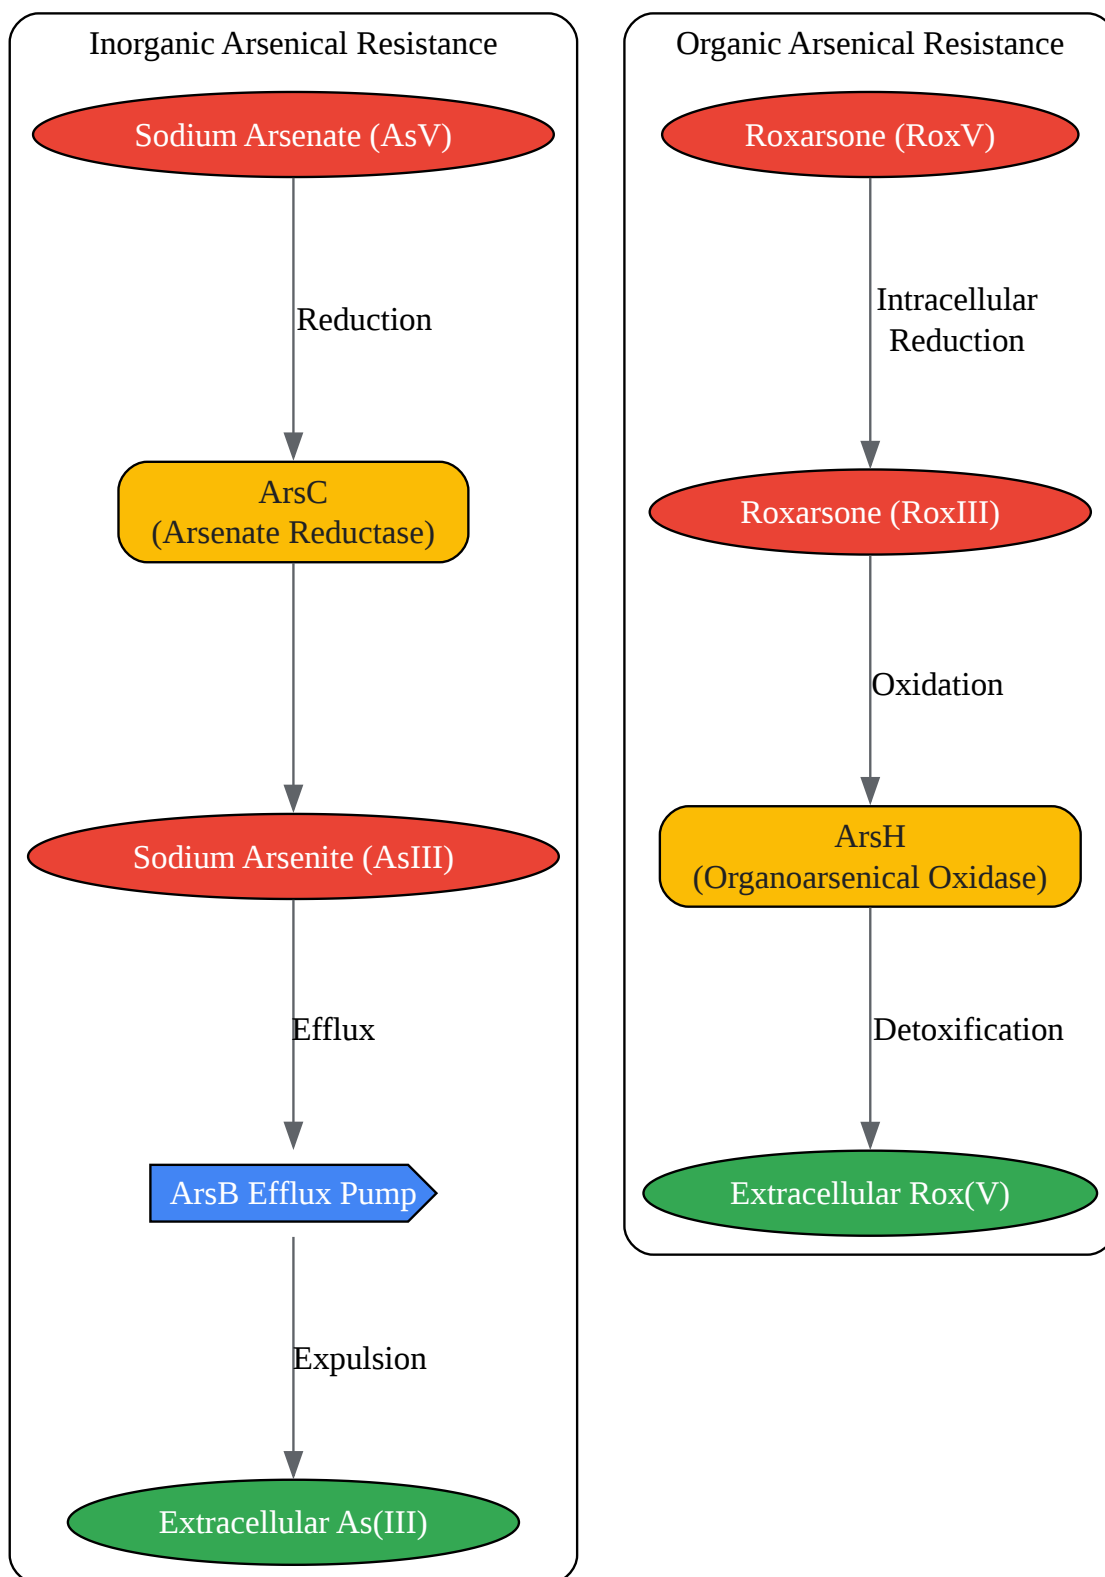 Inorganic Arsenical Resistance
Sodium Arsenate (AsV)
Reduction
ArsC
(Arsenate Reductase)
Sodium Arsenite (AsIII)
Efflux
ArsB Efflux Pump
Expulsion
Extracellular As(III)
Organic Arsenical Resistance
Roxarsone (RoxV)
Intracellular
Reduction
Roxarsone (RoxIII)
Oxidation
ArsH
(Organoarsenical Oxidase)
Detoxification
Extracellular Rox(V)